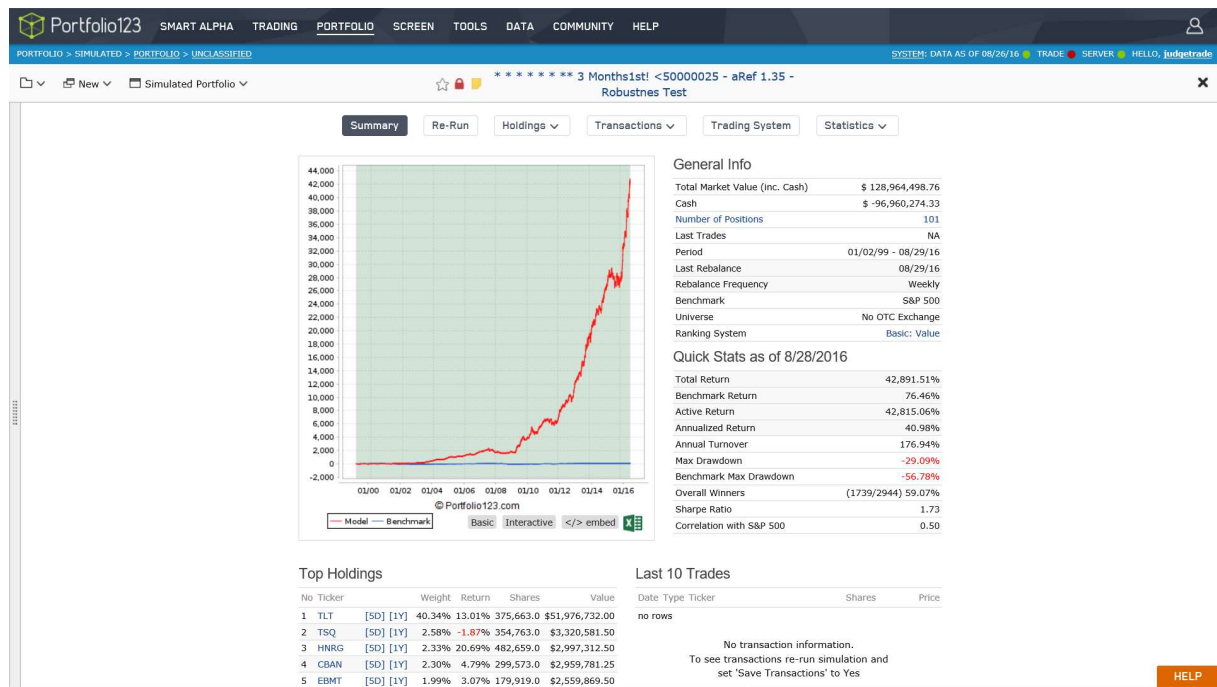 Portfolio123 SMART ALPHA TRADING PORTFOLIO SCREEN TOOLS DATA COMMUNITY HELP
PORTFOLIO > SIMULATED > PORTFOLIO > UNCLASSIFIED SYSTEM: DATA AS OF 08/26/16 TRADE SERVER HELLO, judgetrade
New Simulated Portfolio * * * * * * * ** 3 Months1st! <50000025 - aRef 1.35 -
Robustnes Test
Summary Re-Run Holdings Transactions Trading System Statistics
44,000
42,000
40,000
38,000
36,000
34,000
32,000
30,000
28,000
26,000
24,000
22,000
20,000
18,000
16,000
14,000
12,000
10,000
8,000
6,000
4,000
2,000
0
-2,000
01/00 01/02 01/04 01/06 01/08 01/10 01/12 01/14 01/16
© Portfolio123.com
Model Benchmark Basic Interactive </> embed
General Info
Total Market Value (inc. Cash) $ 128,964,498.76
Cash $ -96,960,274.33
Number of Positions 101
Last Trades NA
Period 01/02/99 - 08/29/16
Last Rebalance 08/29/16
Rebalance Frequency Weekly
Benchmark S&P 500
Universe No OTC Exchange
Ranking System Basic: Value
Quick Stats as of 8/28/2016
Total Return 42,891.51%
Benchmark Return 76.46%
Active Return 42,815.06%
Annualized Return 40.98%
Annual Turnover 176.94%
Max Drawdown -29.09%
Benchmark Max Drawdown -56.78%
Overall Winners (1739/2944) 59.07%
Sharpe Ratio 1.73
Correlation with S&P 500 0.50
Top Holdings
No Ticker Weight Return Shares Value
1 TLT [5D] [1Y] 40.34% 13.01% 375,663.0 $51,976,732.00
2 TSQ [5D] [1Y] 2.58% -1.87% 354,763.0 $3,320,581.50
3 HNRG [5D] [1Y] 2.33% 20.69% 482,659.0 $2,997,312.50
4 CBAN [5D] [1Y] 2.30% 4.79% 299,573.0 $2,959,781.25
5 EBMT [5D] [1Y] 1.99% 3.07% 179,919.0 $2,559,869.50
Last 10 Trades
Date Type Ticker Shares Price
no rows
No transaction information.
To see transactions re-run simulation and
set 'Save Transactions' to Yes
HELP